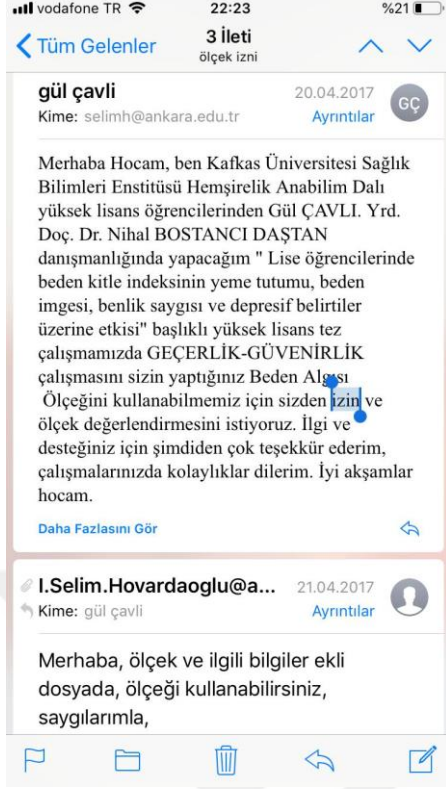 vodafone TR 22:23 %21
Tüm Gelenler
3 İleti
ölçek izni
gül çavli 20.04.2017 GÇ
Kime: selimh@ankara.edu.tr Ayrıntılar
Merhaba Hocam, ben Kafkas Üniversitesi Sağlık
Bilimleri Enstitüsü Hemşirelik Anabilim Dalı
yüksek lisans öğrencilerinden Gül ÇAVLI. Yrd.
Doç. Dr. Nihal BOSTANCI DAŞTAN
danışmanlığında yapacağım " Lise öğrencilerinde
beden kitle indeksinin yeme tutumu, beden
imgesi, benlik saygısı ve depresif belirtiler
üzerine etkisi" başlıklı yüksek lisans tez
çalışmamızda GEÇERLİK-GÜVENİRLİK
çalışmasını sizin yaptığınız Beden Algısı
Ölçeğini kullanabilmemiz için sizden izin ve
ölçek değerlendirmesini istiyoruz. İlgi ve
desteğiniz için şimdiden çok teşekkür ederim,
çalışmalarınızda kolaylıklar dilerim. İyi akşamlar
hocam.
Daha Fazlasını Gör
I.Selim.Hovardaoglu@a... 21.04.2017
Kime: gül çavli Ayrıntılar
Merhaba, ölçek ve ilgili bilgiler ekli
dosyada, ölçeği kullanabilirsiniz,
saygılarımla,